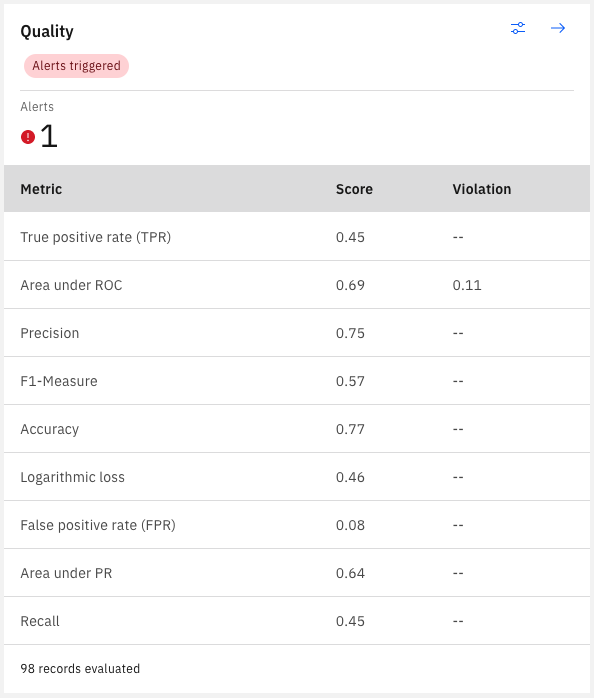 Quality
Alerts triggered
Alerts
1
Metric Score Violation
True positive rate (TPR) 0.45 --
Area under ROC 0.69 0.11
Precision 0.75 --
F1-Measure 0.57 --
Accuracy 0.77 --
Logarithmic loss 0.46 --
False positive rate (FPR) 0.08 --
Area under PR 0.64 --
Recall 0.45 --
98 records evaluated